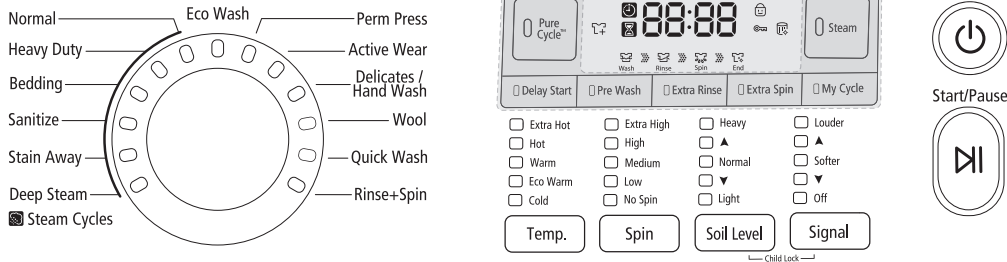 Eco Wash
Normal
Heavy Duty
Bedding
Sanitize
Stain Away
Deep Steam
Steam Cycles
Perm Press
Active Wear
Delicates /
Hand Wash
Wool
Quick Wash
Rinse+Spin
Pure
Cycle™
88:88
Wash Rinse Spin End
Steam
Delay Start Pre Wash Extra Rinse Extra Spin My Cycle
Extra Hot Extra High Heavy Louder
Hot High ▲ ▲
Warm Medium Normal Softer
Eco Warm Low ▼ ▼
Cold No Spin Light Off
Temp. Spin Soil Level Signal
Child Lock
Start/Pause